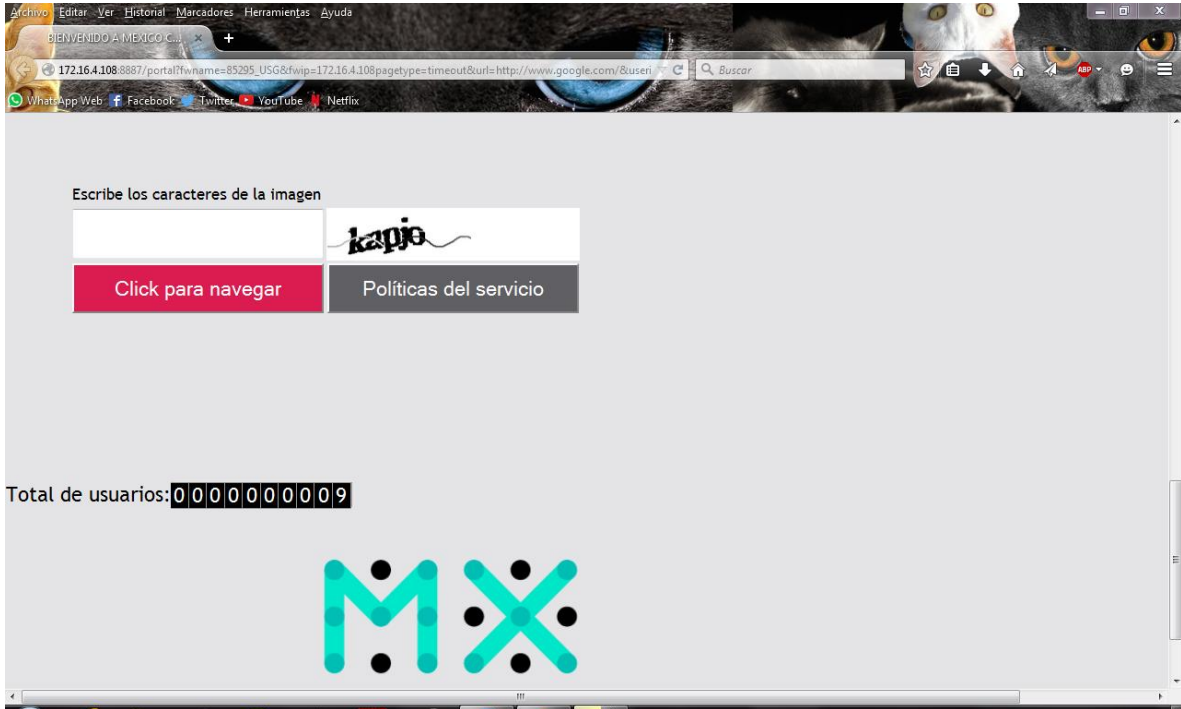 Archivo Editar Ver Historial Marcadores Herramientas Ayuda
BIENVENIDO A MEXICO C...
172.16.4.108:8887/portal?fwname=85295_USG&fwip=172.16.4.108pagetype=timeout&url=http://www.google.com/&useri Buscar ABP
WhatsApp Web Facebook Twitter YouTube Netflix
Escribe los caracteres de la imagen
kapjo
Click para navegar Políticas del servicio
Total de usuarios:0000000009
MX